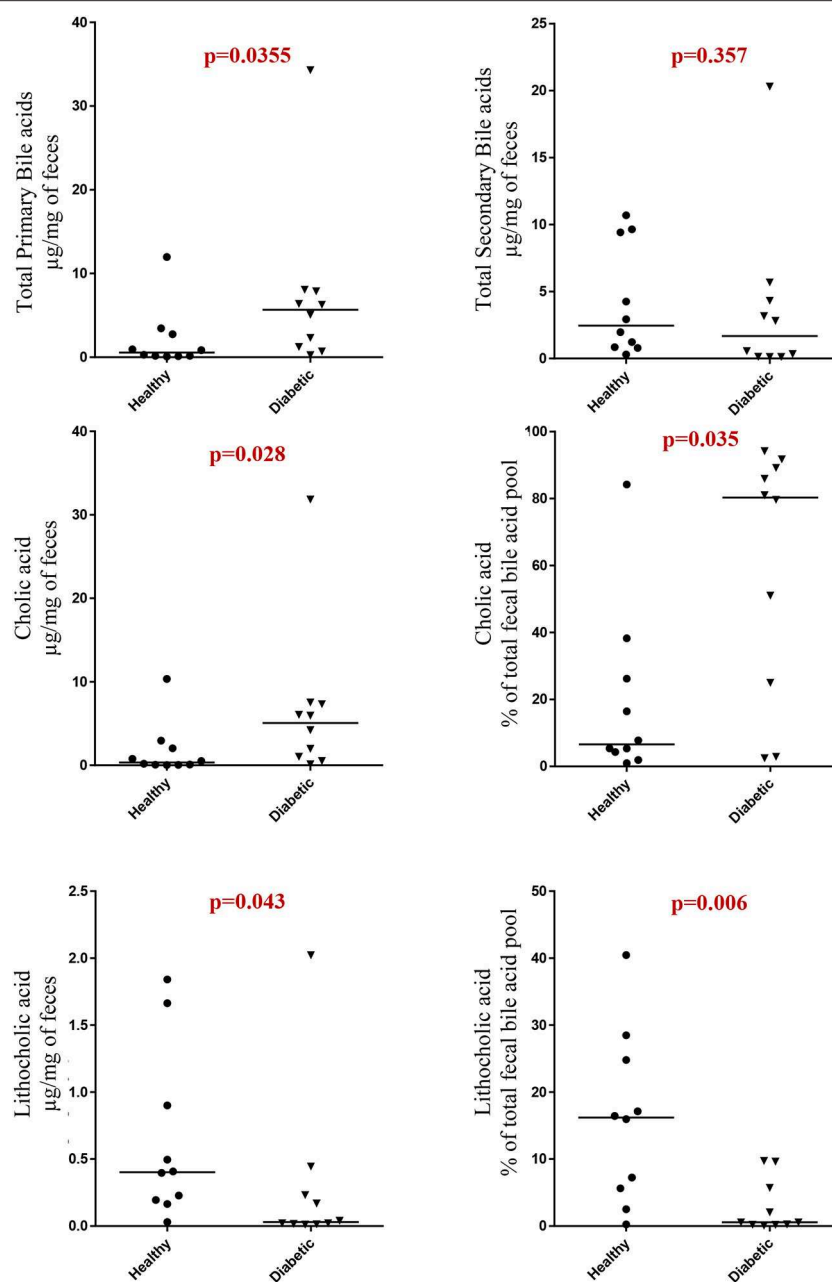 40
30
20
10
0
Total Primary Bile acids
µg/mg of feces
p=0.0355
Healthy
Diabetic
25
20
15
10
5
0
Total Secondary Bile acids
µg/mg of feces
p=0.357
Healthy
Diabetic
40
30
20
10
0
Cholic acid
µg/mg of feces
p=0.028
Healthy
Diabetic
100
80
60
40
20
0
Cholic acid
% of total fecal bile acid pool
p=0.035
Healthy
Diabetic
2.5
2.0
1.5
1.0
0.5
0.0
Lithocholic acid
µg/mg of feces
p=0.043
Healthy
Diabetic
50
40
30
20
10
0
Lithocholic acid
% of total fecal bile acid pool
p=0.006
Healthy
Diabetic